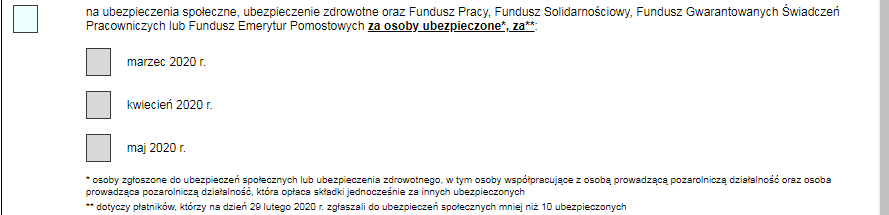 na ubezpieczenia społeczne, ubezpieczenie zdrowotne oraz Fundusz Pracy, Fundusz Solidarnościowy, Fundusz Gwarantowanych Świadczeń
Pracowniczych lub Fundusz Emerytur Pomostowych za osoby ubezpieczone*, za**:
marzec 2020 r.
kwiecień 2020 r.
maj 2020 r.
* osoby zgłoszone do ubezpieczeń społecznych lub ubezpieczenia zdrowotnego, w tym osoby współpracujące z osobą prowadzącą pozarolniczą działalność oraz osoba
prowadząca pozarolniczą działalność, która opłaca składki jednocześnie za innych ubezpieczonych
** dotyczy płatników, którzy na dzień 29 lutego 2020 r. zgłaszali do ubezpieczeń społecznych mniej niż 10 ubezpieczonych